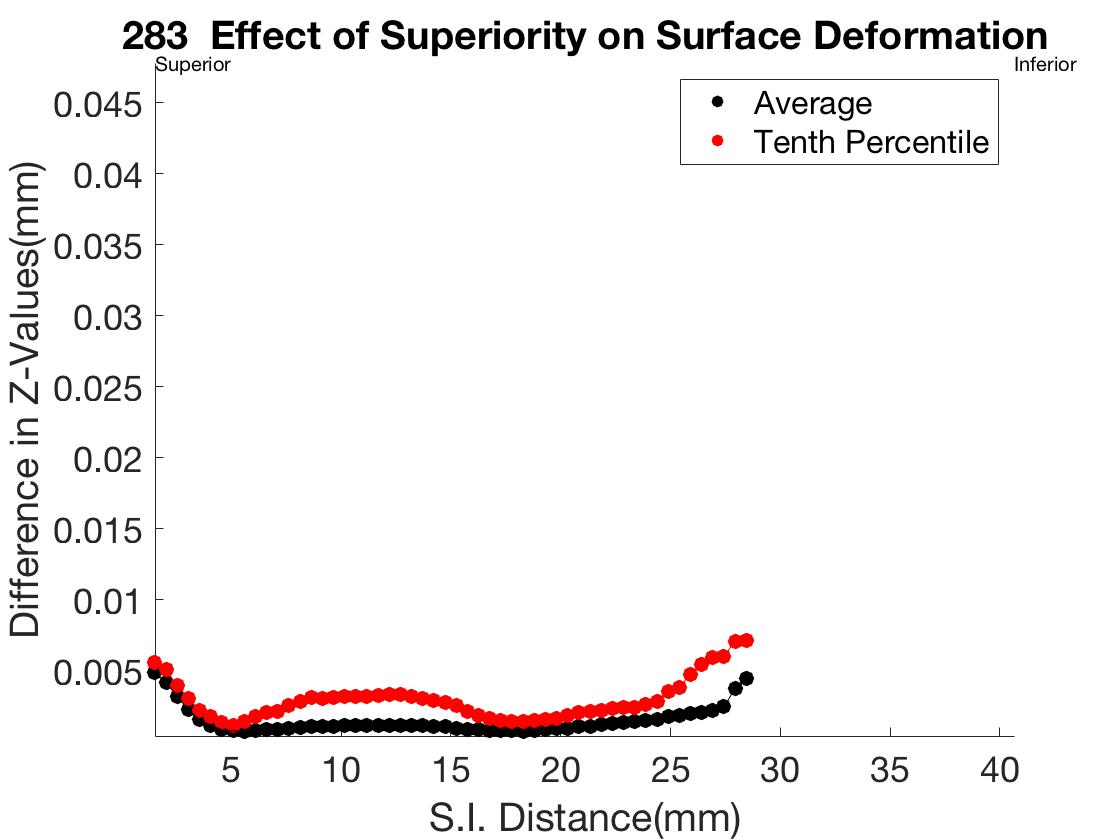 283  Effect of Superiority on Surface Deformation
Superior
Inferior
Average
Tenth Percentile
Difference in Z-Values(mm)
0.045
0.04
0.035
0.03
0.025
0.02
0.015
0.01
0.005
5
10
15
20
25
30
35
40
S.I. Distance(mm)